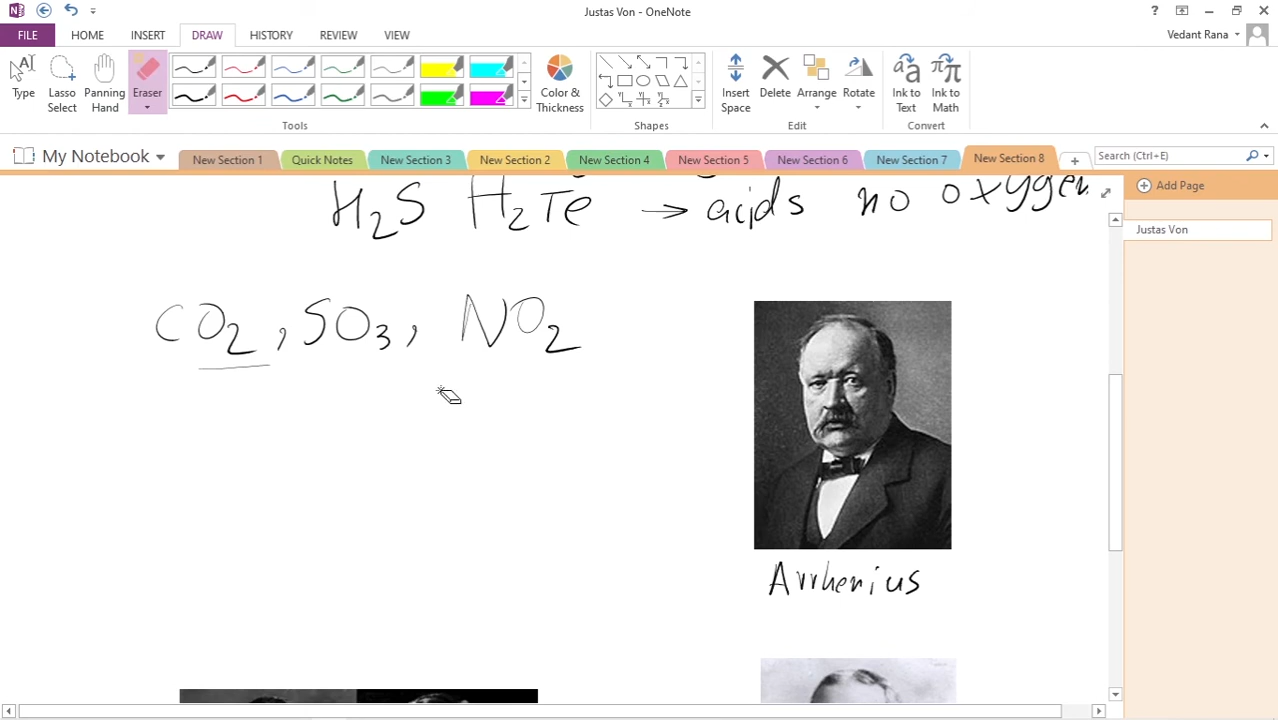 Justas Von - OneNote
?
FILE HOME INSERT DRAW HISTORY REVIEW VIEW
Vedant Rana
Type
Lasso Select
Panning Hand
Eraser
Color & Thickness
Insert Space
Delete
Arrange
Rotate
Ink to Text
Ink to Math
Tools
Shapes
Edit
Convert
My Notebook
New Section 1 Quick Notes New Section 3 New Section 2 New Section 4 New Section 5 New Section 6 New Section 7 New Section 8
Search (Ctrl+E)
Add Page
Justas Von
H2S H2Te → acids no oxygen
CO2, SO3, NO2
Arrhenius